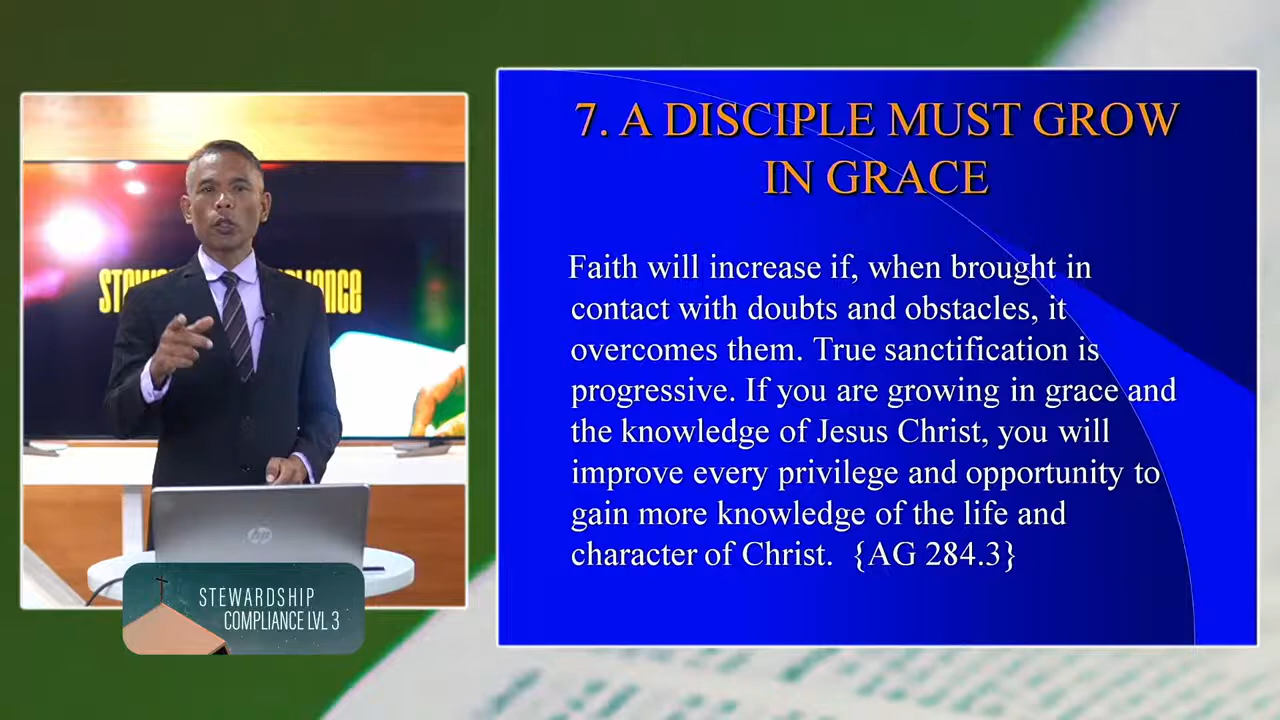 STEWARDSHIP
COMPLIANCE LVL 3
hp
7. A DISCIPLE MUST GROW
IN GRACE
Faith will increase if, when brought in
contact with doubts and obstacles, it
overcomes them. True sanctification is
progressive. If you are growing in grace and
the knowledge of Jesus Christ, you will
improve every privilege and opportunity to
gain more knowledge of the life and
character of Christ. {AG 284.3}